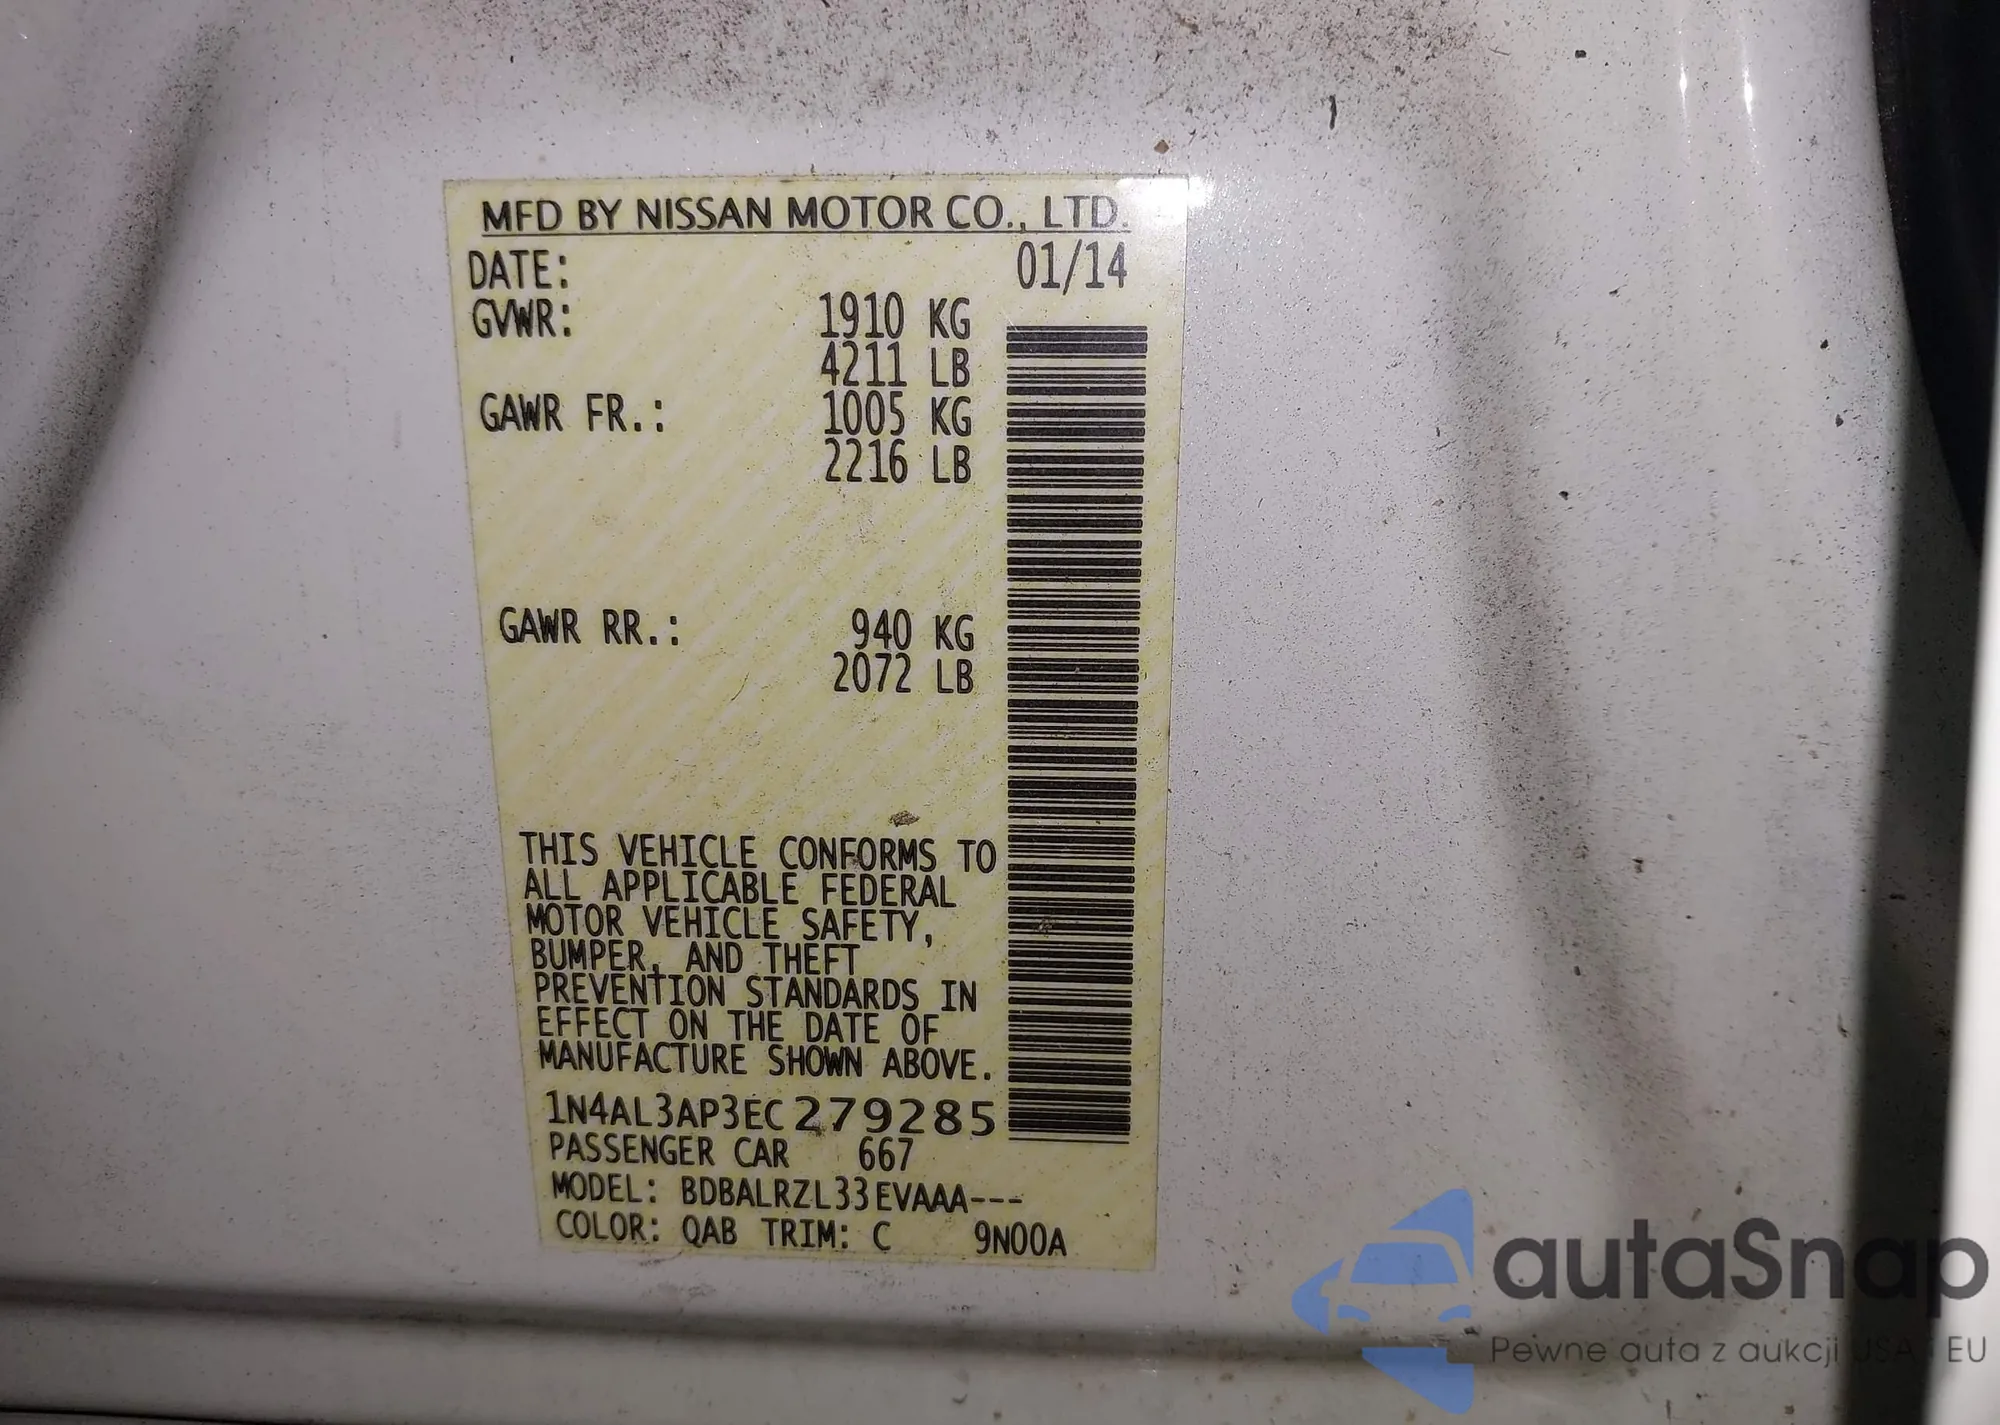 MFD BY NISSAN MOTOR CO., LTD.
DATE: 01/14
GVWR: 1910 KG
4211 LB
GAWR FR.: 1005 KG
2216 LB
GAWR RR.: 940 KG
2072 LB
THIS VEHICLE CONFORMS TO
ALL APPLICABLE FEDERAL
MOTOR VEHICLE SAFETY,
BUMPER, AND THEFT
PREVENTION STANDARDS IN
EFFECT ON THE DATE OF
MANUFACTURE SHOWN ABOVE.
1N4AL3AP3EC279285
PASSENGER CAR 667
MODEL: BDBALRZL33EVAAA---
COLOR: QAB TRIM: C 9N00A
autaSnap
Pewne auta z aukcji USA i EU